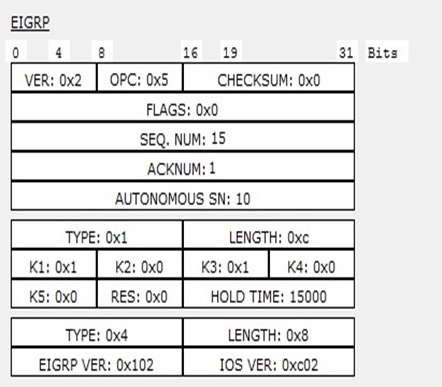 EIGRP
0 4 8 16 19 31 Bits
VER: 0x2 OPC: 0x5 CHECKSUM: 0x0
FLAGS: 0x0
SEQ. NUM: 15
ACKNUM: 1
AUTONOMOUS SN: 10
TYPE: 0x1 LENGTH: 0xc
K1: 0x1 K2: 0x0 K3: 0x1 K4: 0x0
K5: 0x0 RES: 0x0 HOLD TIME: 15000
TYPE: 0x4 LENGTH: 0x8
EIGRP VER: 0x102 IOS VER: 0xc02